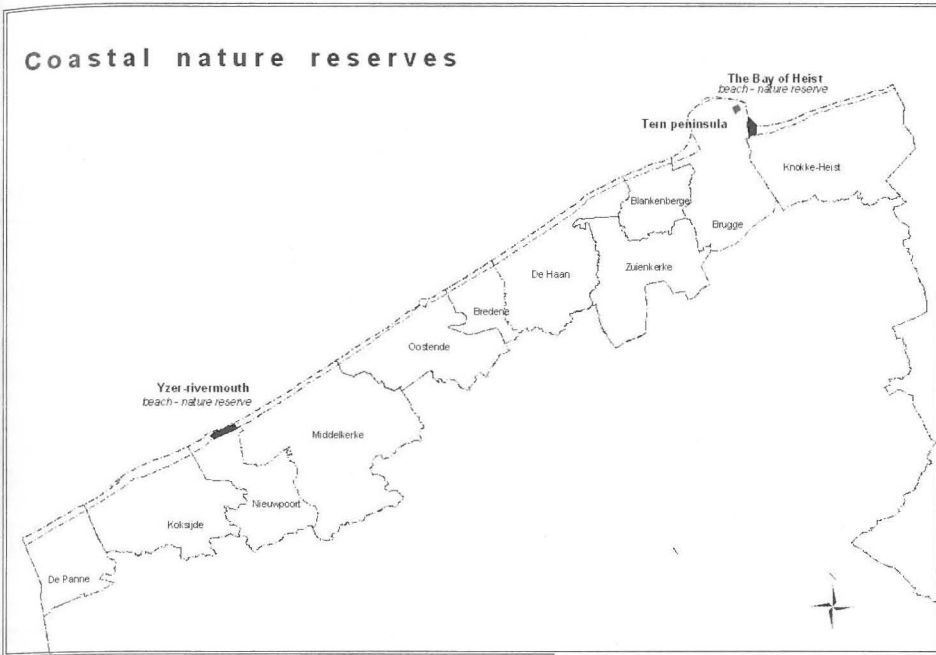 Coastal nature reserves
The Bay of Heist
beach - nature reserve
Tern peninsula
Knokke-Heist
Blankenberge
Brugge
Zuienkerke
De Haan
Bredene
Oostende
Yzer-rivermouth
beach - nature reserve
Middelkerke
Nieuwpoort
Koksijde
De Panne